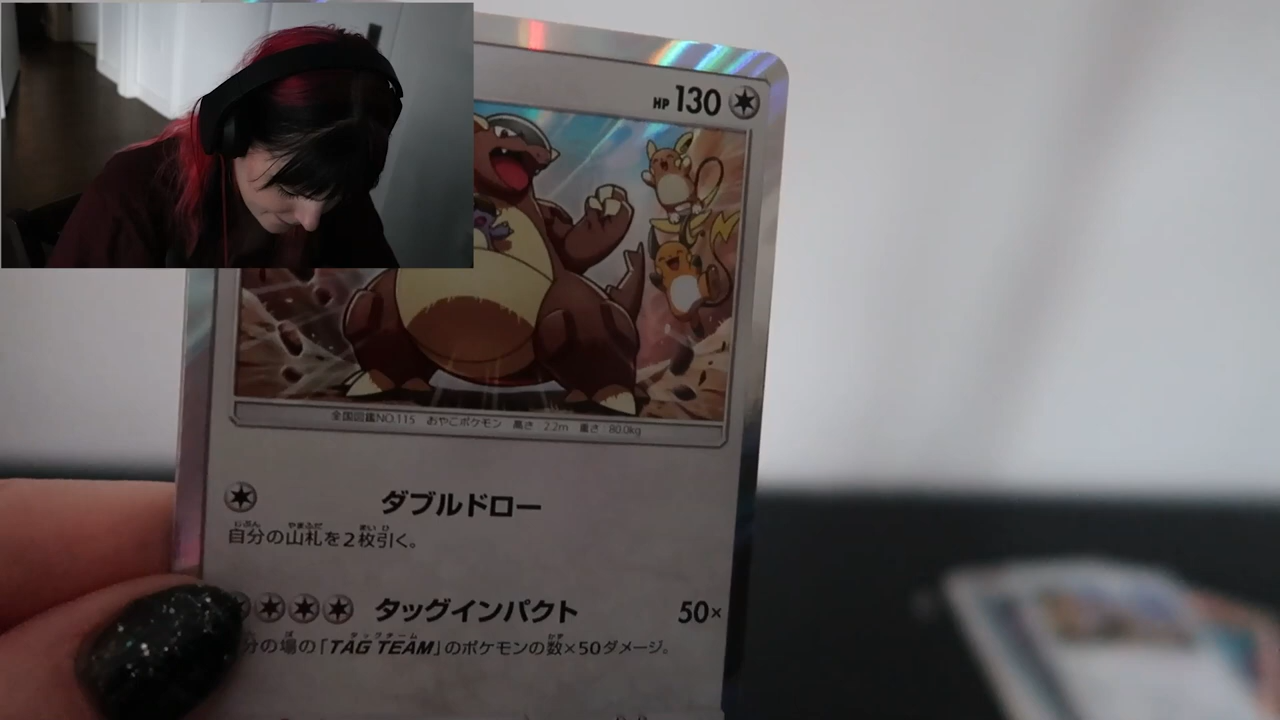 HP 130
全国図鑑NO.115 おやこポケモン 高さ:2.2m 重さ:80.0kg
ダブルドロー
自分の山札を2枚引く。
タッグインパクト 50×
分の場の「TAG TEAM」のポケモンの数×50ダメージ。